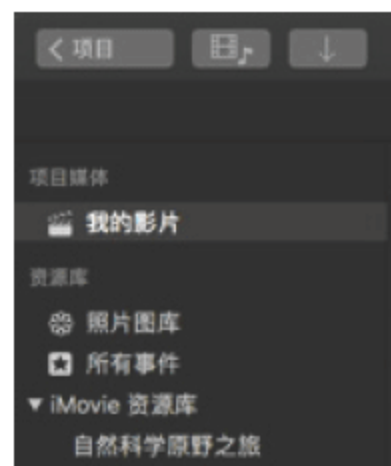 项目
项目媒体
我的影片
资源库
照片图库
所有事件
iMovie 资源库
自然科学原野之旅